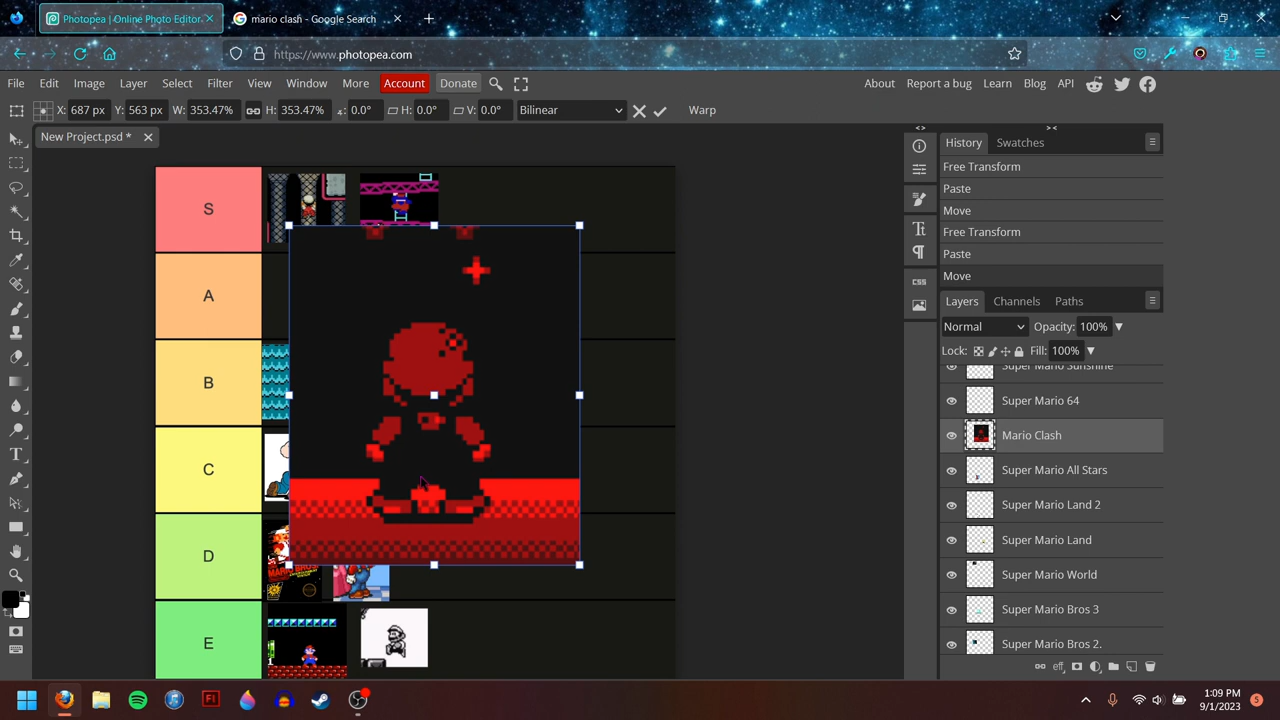 Photopea | Online Photo Editor
mario clash - Google Search
https://www.photopea.com
File Edit Image Layer Select Filter View Window More Account Donate
About Report a bug Learn Blog API
X: 687 px Y: 563 px W: 353.47% H: 353.47% 0.0° H: 0.0° V: 0.0° Bilinear Warp
New Project.psd *
History Swatches
Free Transform
Paste
Move
Free Transform
Paste
Move
Layers Channels Paths
Normal Opacity: 100%
Lock: Fill: 100%
Super Mario Sunshine
Super Mario 64
Mario Clash
Super Mario All Stars
Super Mario Land 2
Super Mario Land
Super Mario World
Super Mario Bros 3
Super Mario Bros 2.
S
A
B
C
D
E
css
1:09 PM
9/1/2023
5